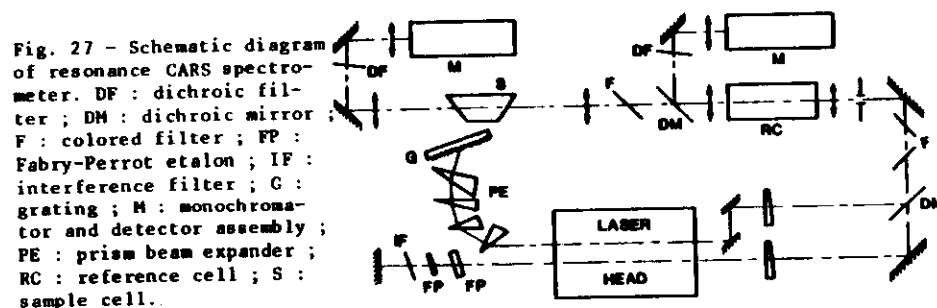 Fig. 27 - Schematic diagram
of resonance CARS spectro-
meter. DF : dichroic fil-
ter ; DM : dichroic mirror ;
F : colored filter ; FP :
Fabry-Perrot etalon ; IF :
interference filter ; G :
grating ; M : monochroma-
tor and detector assembly ;
PE : prism beam expander ;
RC : reference cell ; S :
sample cell.
DF
M
DF
M
S
F
DM
RC
F
G
PE
DM
LASER
HEAD
IF
FP
FP